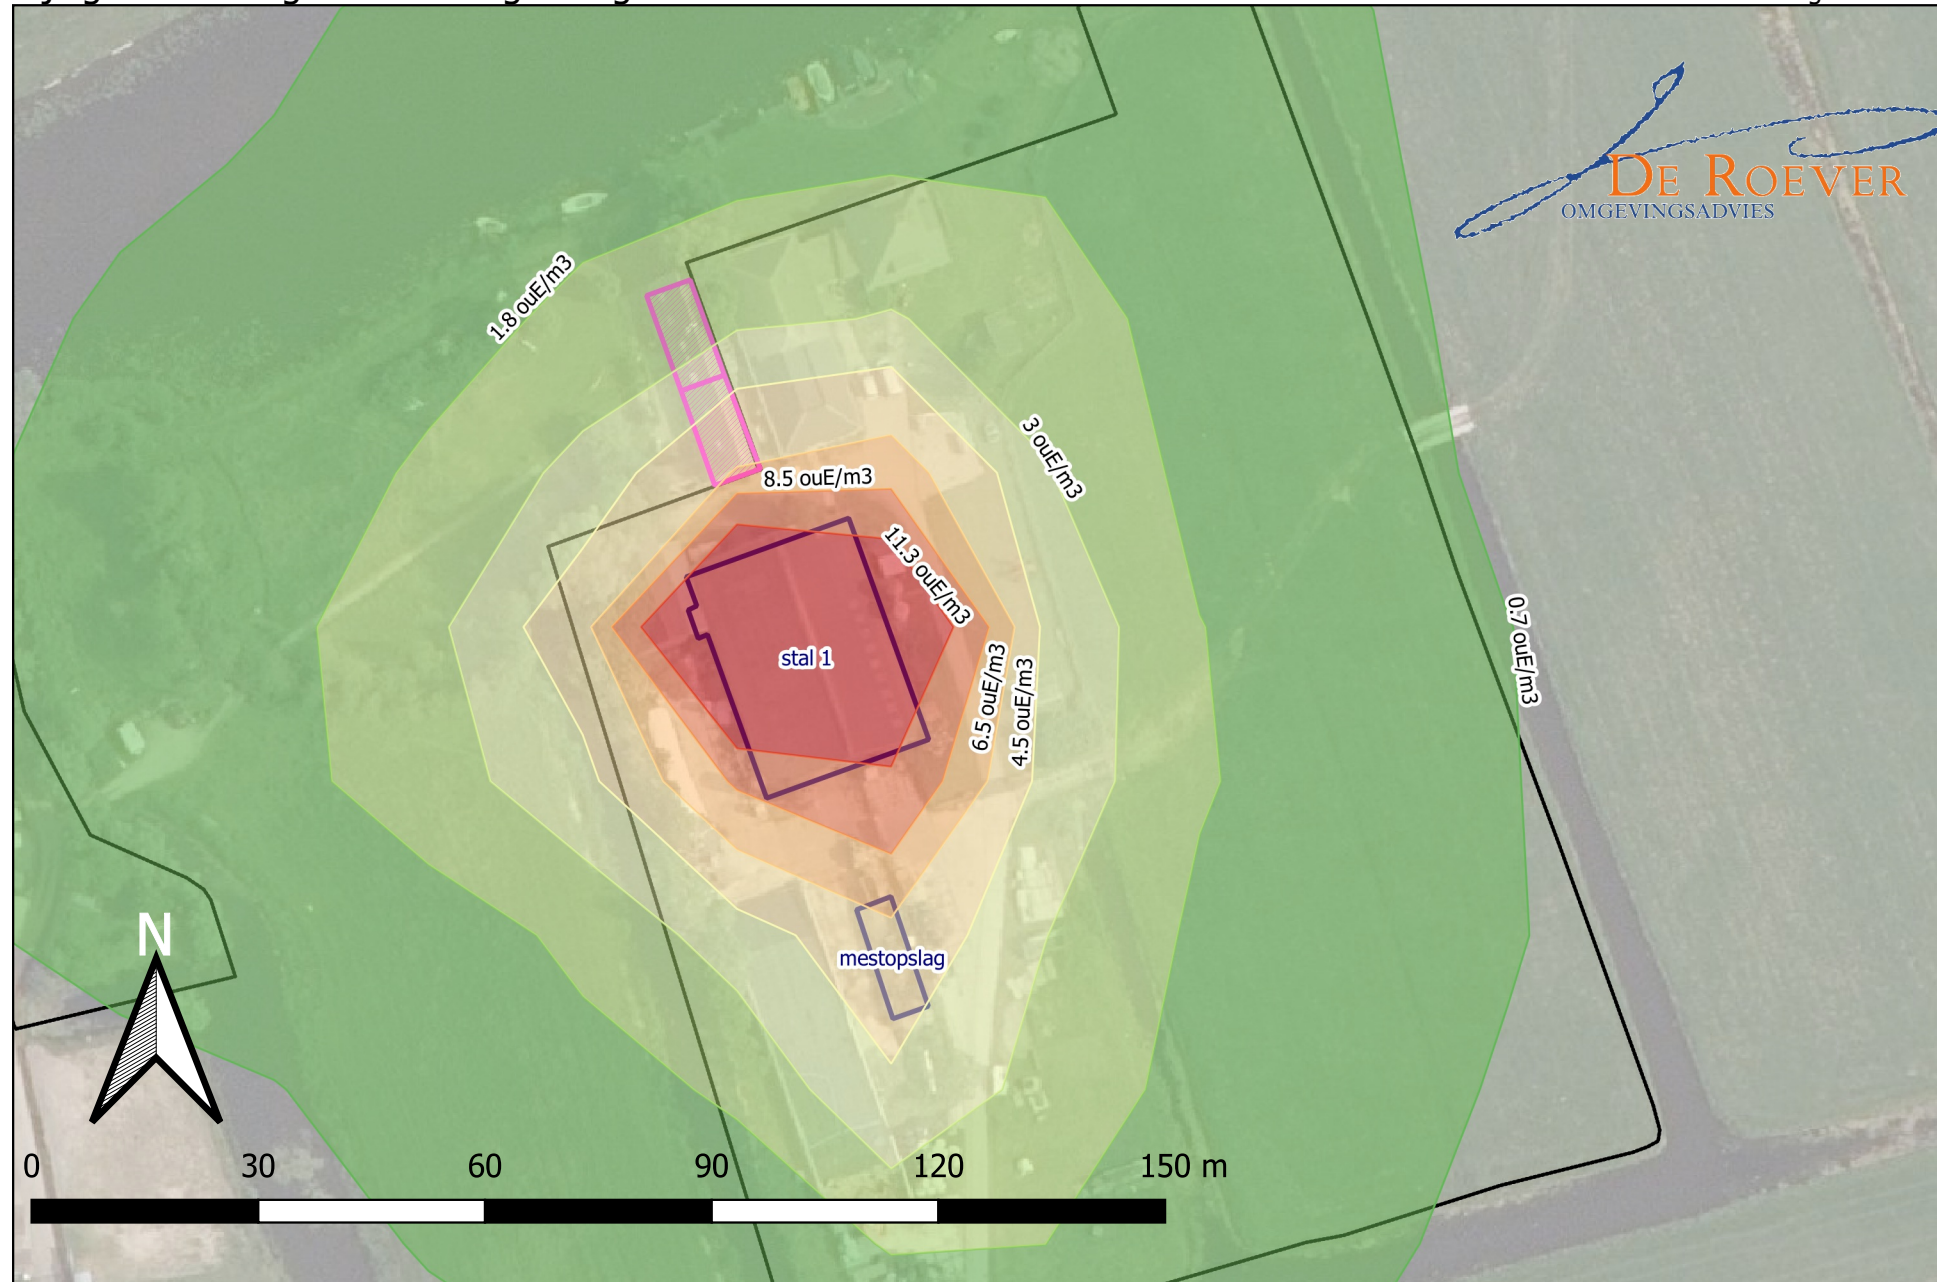 DE ROEVER
OMGEVINGSADVIES
1.8 ouE/m3
3 ouE/m3
8.5 ouE/m3
11.3 ouE/m3
0.7 ouE/m3
stal 1
6.5 ouE/m3
4.5 ouE/m3
N
mestopslag
0 30 60 90 120 150 m